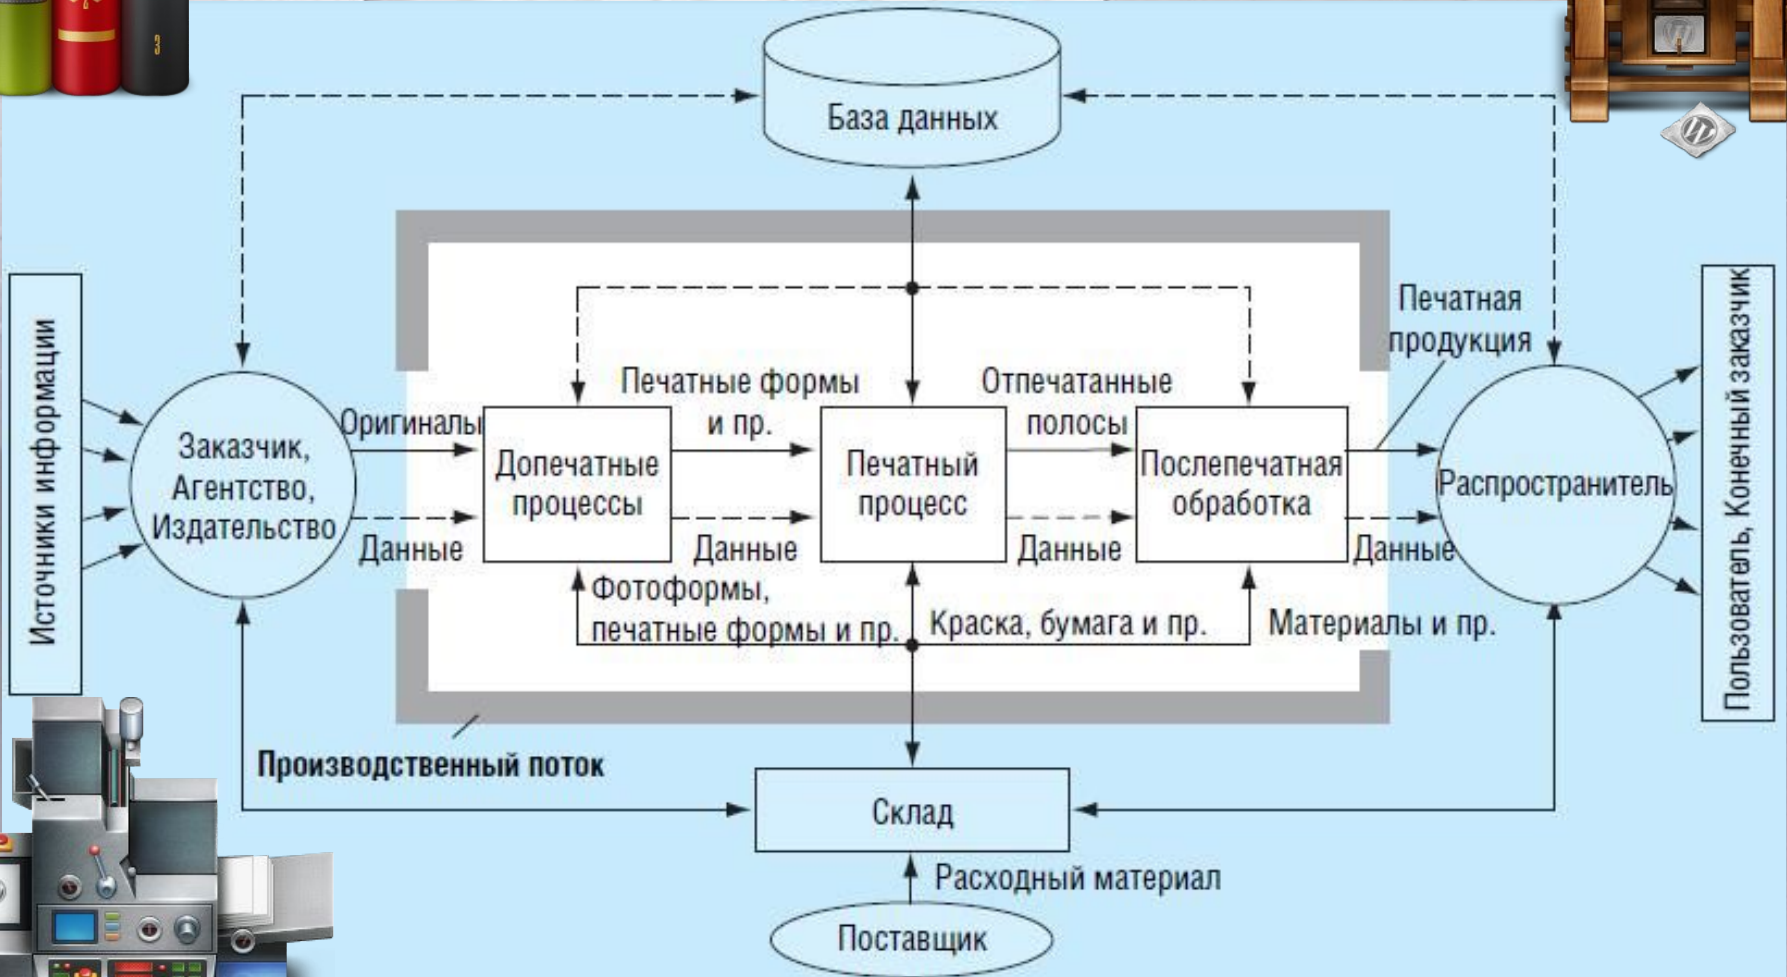 База данных
Источники информации
Заказчик,
Агентство,
Издательство
Оригиналы
Данные
Допечатные
процессы
Печатные формы
и пр.
Данные
Печатный
процесс
Отпечатанные
полосы
Данные
Послепечатная
обработка
Печатная
продукция
Данные
Распространитель
Пользователь, Конечный заказчик
Фотоформы,
печатные формы и пр.
Краска, бумага и пр.
Материалы и пр.
Производственный поток
Склад
Расходный материал
Поставщик